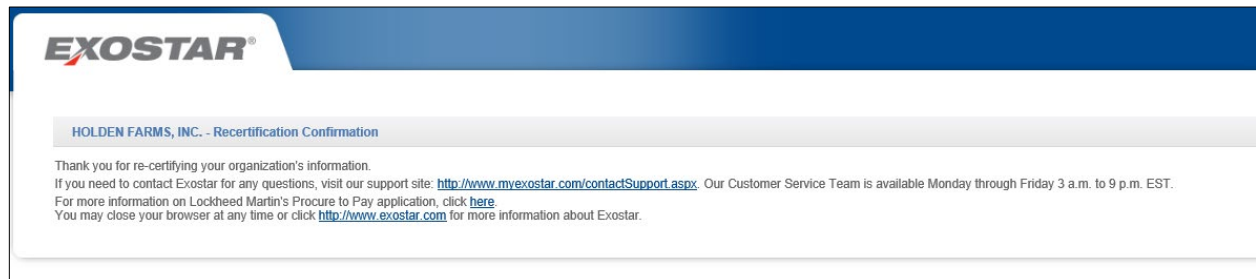 EXOSTAR®
HOLDEN FARMS, INC. - Recertification Confirmation
Thank you for re-certifying your organization's information.
If you need to contact Exostar for any questions, visit our support site: http://www.myexostar.com/contactSupport.aspx. Our Customer Service Team is available Monday through Friday 3 a.m. to 9 p.m. EST.
For more information on Lockheed Martin's Procure to Pay application, click here.
You may close your browser at any time or click http://www.exostar.com for more information about Exostar.